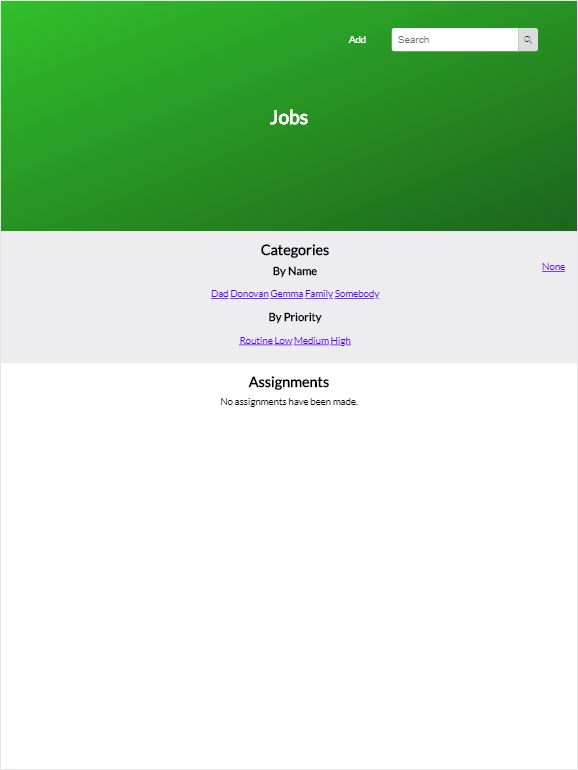 Add Search
Jobs
Categories
By Name
None
Dad Donovan Gemma Family Somebody
By Priority
Routine Low Medium High
Assignments
No assignments have been made.